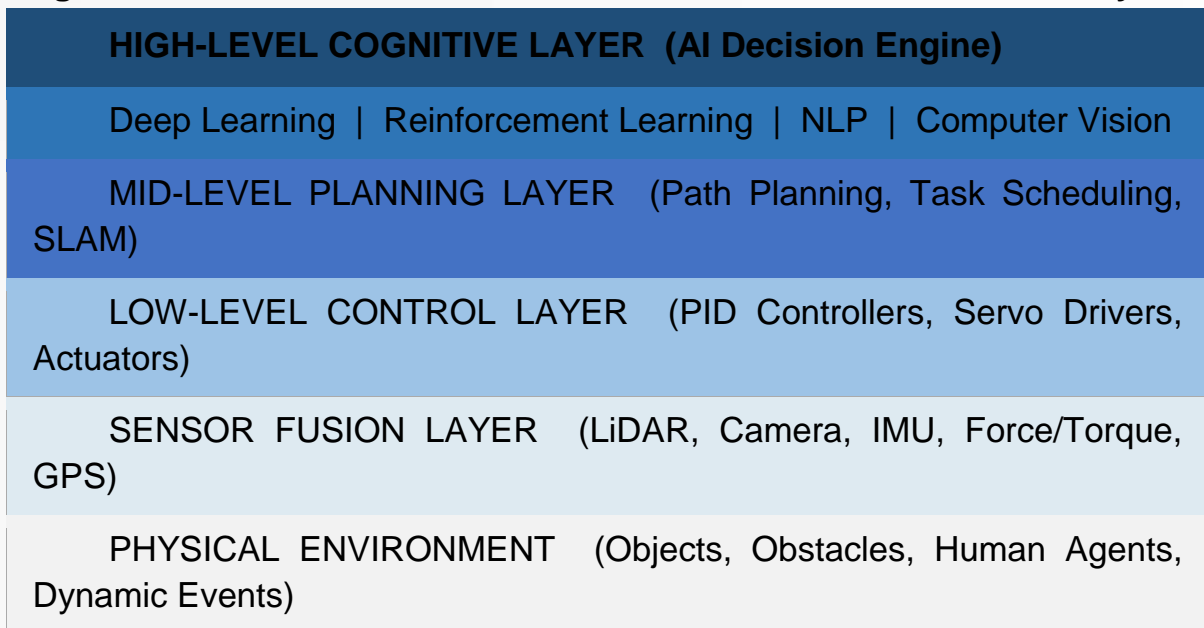 HIGH-LEVEL COGNITIVE LAYER (AI Decision Engine)
Deep Learning | Reinforcement Learning | NLP | Computer Vision
MID-LEVEL PLANNING LAYER (Path Planning, Task Scheduling,
SLAM)
LOW-LEVEL CONTROL LAYER (PID Controllers, Servo Drivers,
Actuators)
SENSOR FUSION LAYER (LiDAR, Camera, IMU, Force/Torque,
GPS)
PHYSICAL ENVIRONMENT (Objects, Obstacles, Human Agents,
Dynamic Events)